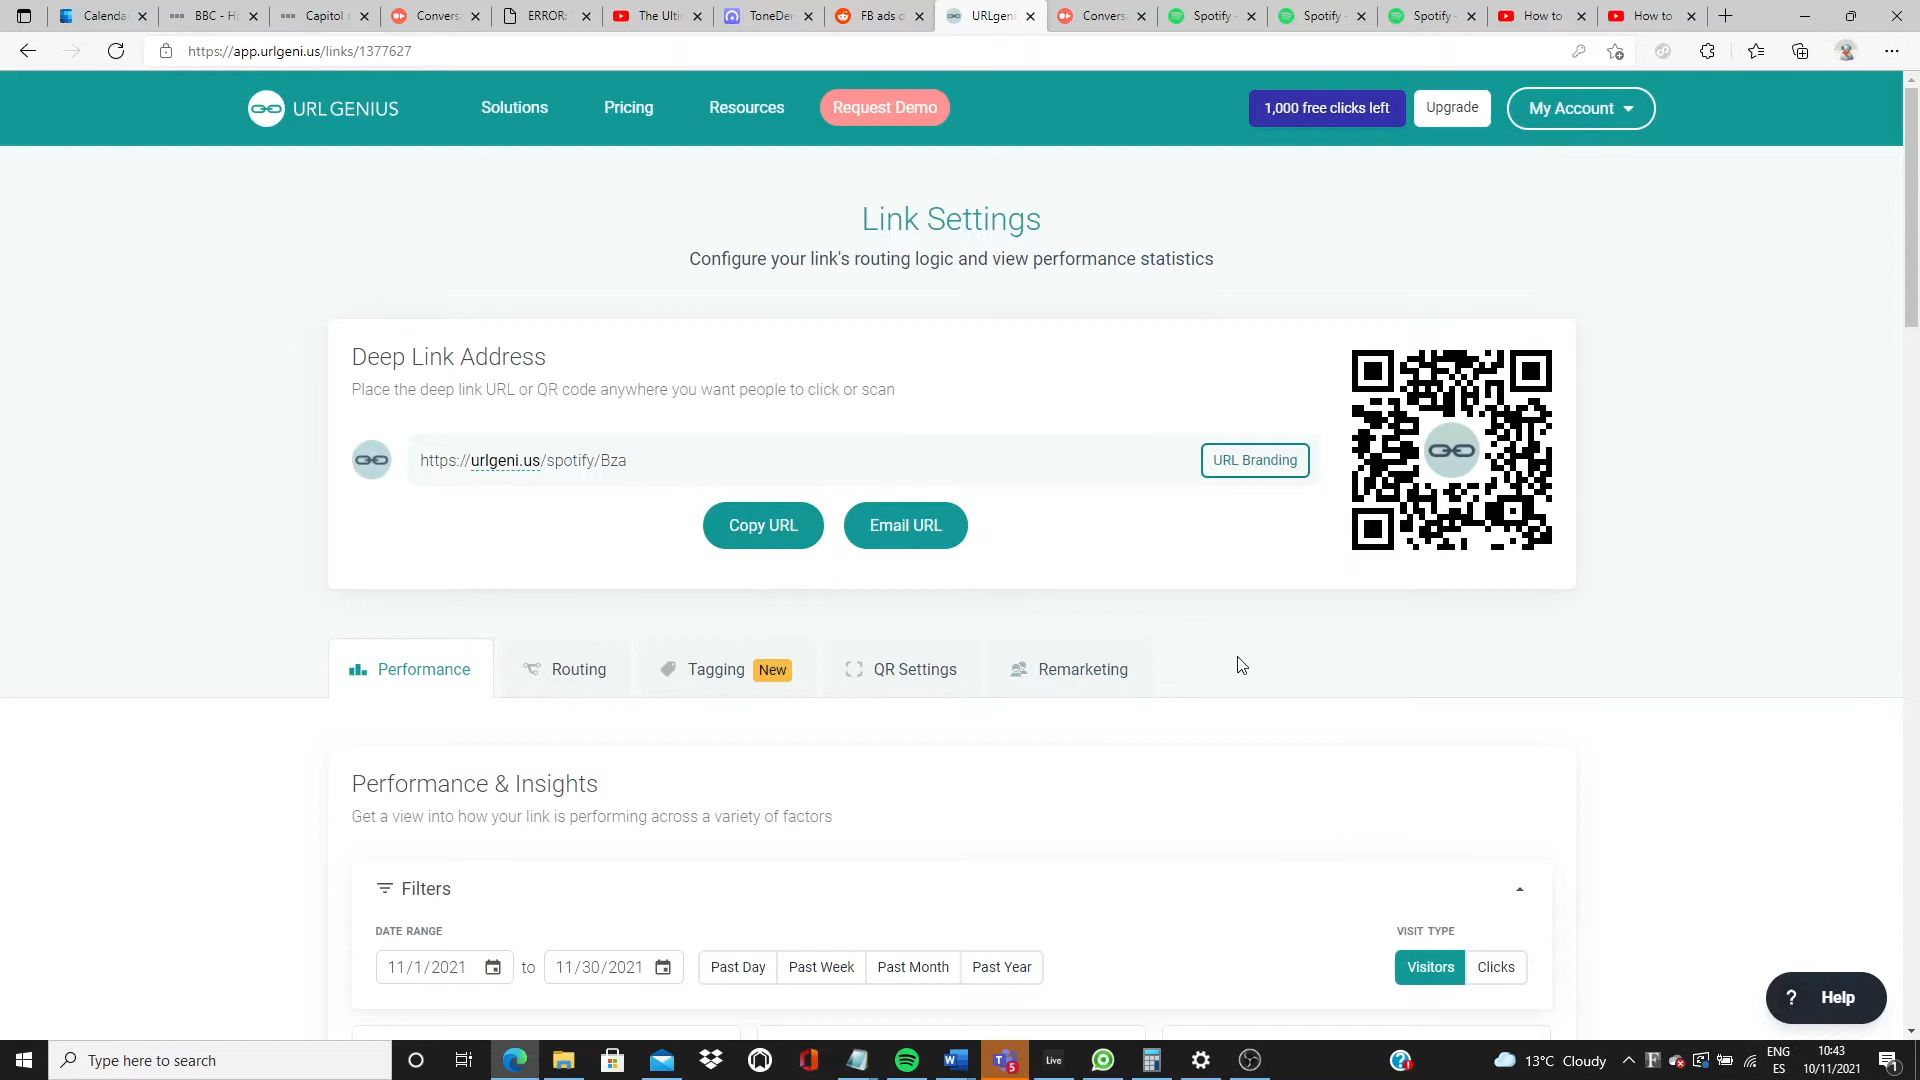 Calenda
BBC - H
Capitol
Convers
ERROR:
The Ulti
ToneDe
FB ads c
URLgeni
Convers
Spotify -
Spotify -
Spotify -
How to
How to
https://app.urlgeni.us/links/1377627
URLGENIUS
Solutions
Pricing
Resources
Request Demo
1,000 free clicks left
Upgrade
My Account
Link Settings
Configure your link's routing logic and view performance statistics
Deep Link Address
Place the deep link URL or QR code anywhere you want people to click or scan
https://urlgeni.us/spotify/Bza
URL Branding
Copy URL
Email URL
Performance
Routing
Tagging New
QR Settings
Remarketing
Performance & Insights
Get a view into how your link is performing across a variety of factors
Filters
DATE RANGE
VISIT TYPE
11/1/2021 to 11/30/2021
Past Day
Past Week
Past Month
Past Year
Visitors
Clicks
? Help
Type here to search
Live
5
13°C Cloudy
ENG
ES
10:43
10/11/2021
1